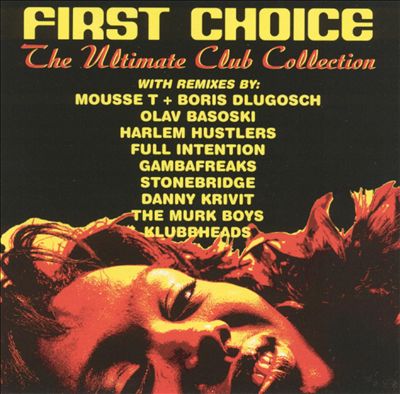 FIRST CHOICE
The Ultimate Club Collection
WITH REMIXES BY:
MOUSSE T + BORIS DLUGOSCH
OLAV BASOSKI
HARLEM HUSTLERS
FULL INTENTION
GAMBAFREAKS
STONEBRIDGE
DANNY KRIVIT
THE MURK BOYS
KLUBBHEADS